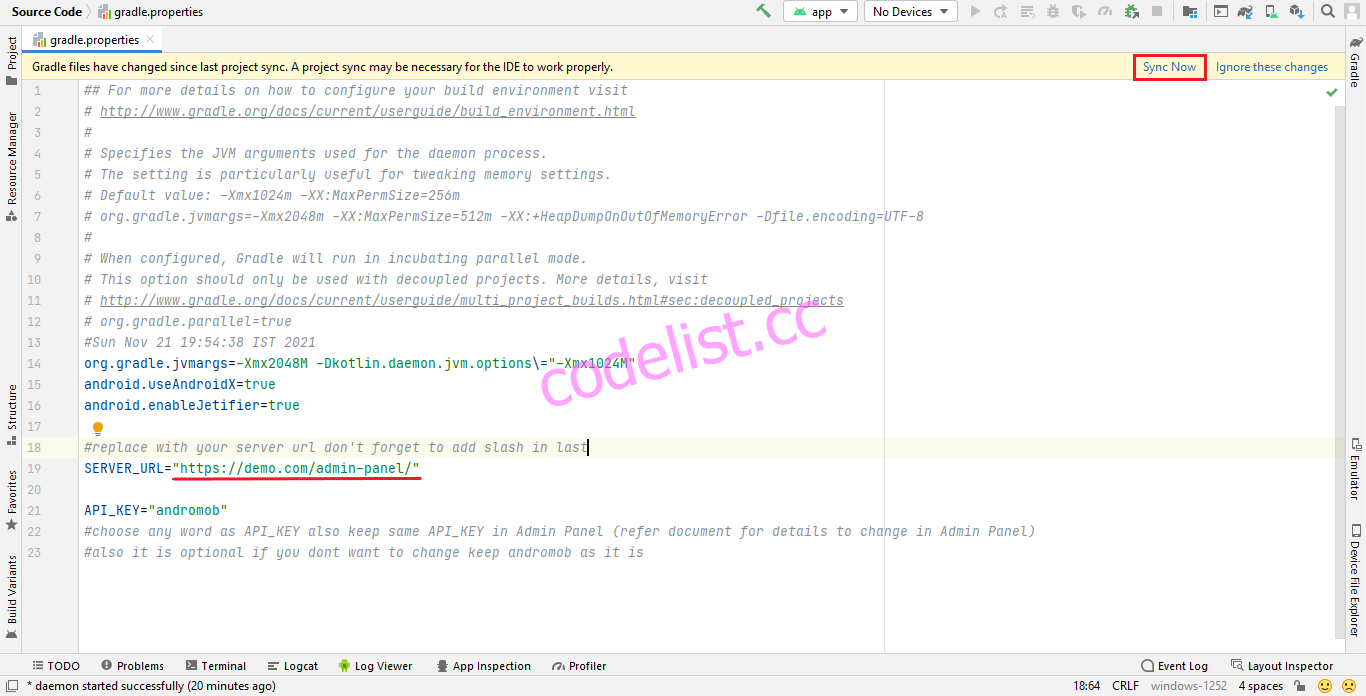 Source Code gradle.properties app No Devices
gradle.properties
Gradle files have changed since last project sync. A project sync may be necessary for the IDE to work properly. Sync Now Ignore these changes
Project
Resource Manager
Structure
Favorites
Build Variants
1 ## For more details on how to configure your build environment visit
2 # http://www.gradle.org/docs/current/userguide/build_environment.html
3 #
4 # Specifies the JVM arguments used for the daemon process.
5 # The setting is particularly useful for tweaking memory settings.
6 # Default value: -Xmx1024m -XX:MaxPermSize=256m
7 # org.gradle.jvmargs=-Xmx2048m -XX:MaxPermSize=512m -XX:+HeapDumpOnOutOfMemoryError -Dfile.encoding=UTF-8
8 #
9 # When configured, Gradle will run in incubating parallel mode.
10 # This option should only be used with decoupled projects. More details, visit
11 # http://www.gradle.org/docs/current/userguide/multi_project_builds.html#sec:decoupled_projects
12 # org.gradle.parallel=true
13 #Sun Nov 21 19:54:38 IST 2021
14 org.gradle.jvmargs=-Xmx2048M -Dkotlin.daemon.jvm.options\="-Xmx1024M"
15 android.useAndroidX=true
16 android.enableJetifier=true
17
18 #replace with your server url don't forget to add slash in last
19 SERVER_URL="https://demo.com/admin-panel/"
20
21 API_KEY="andromob"
22 #choose any word as API_KEY also keep same API_KEY in Admin Panel (refer document for details to change in Admin Panel)
23 #also it is optional if you dont want to change keep andromob as it is
codelist.cc
Gradle
Emulator
Device File Explorer
TODO Problems Terminal Logcat Log Viewer App Inspection Profiler Event Log Layout Inspector
* daemon started successfully (20 minutes ago) 18:64 CRLF windows-1252 4 spaces